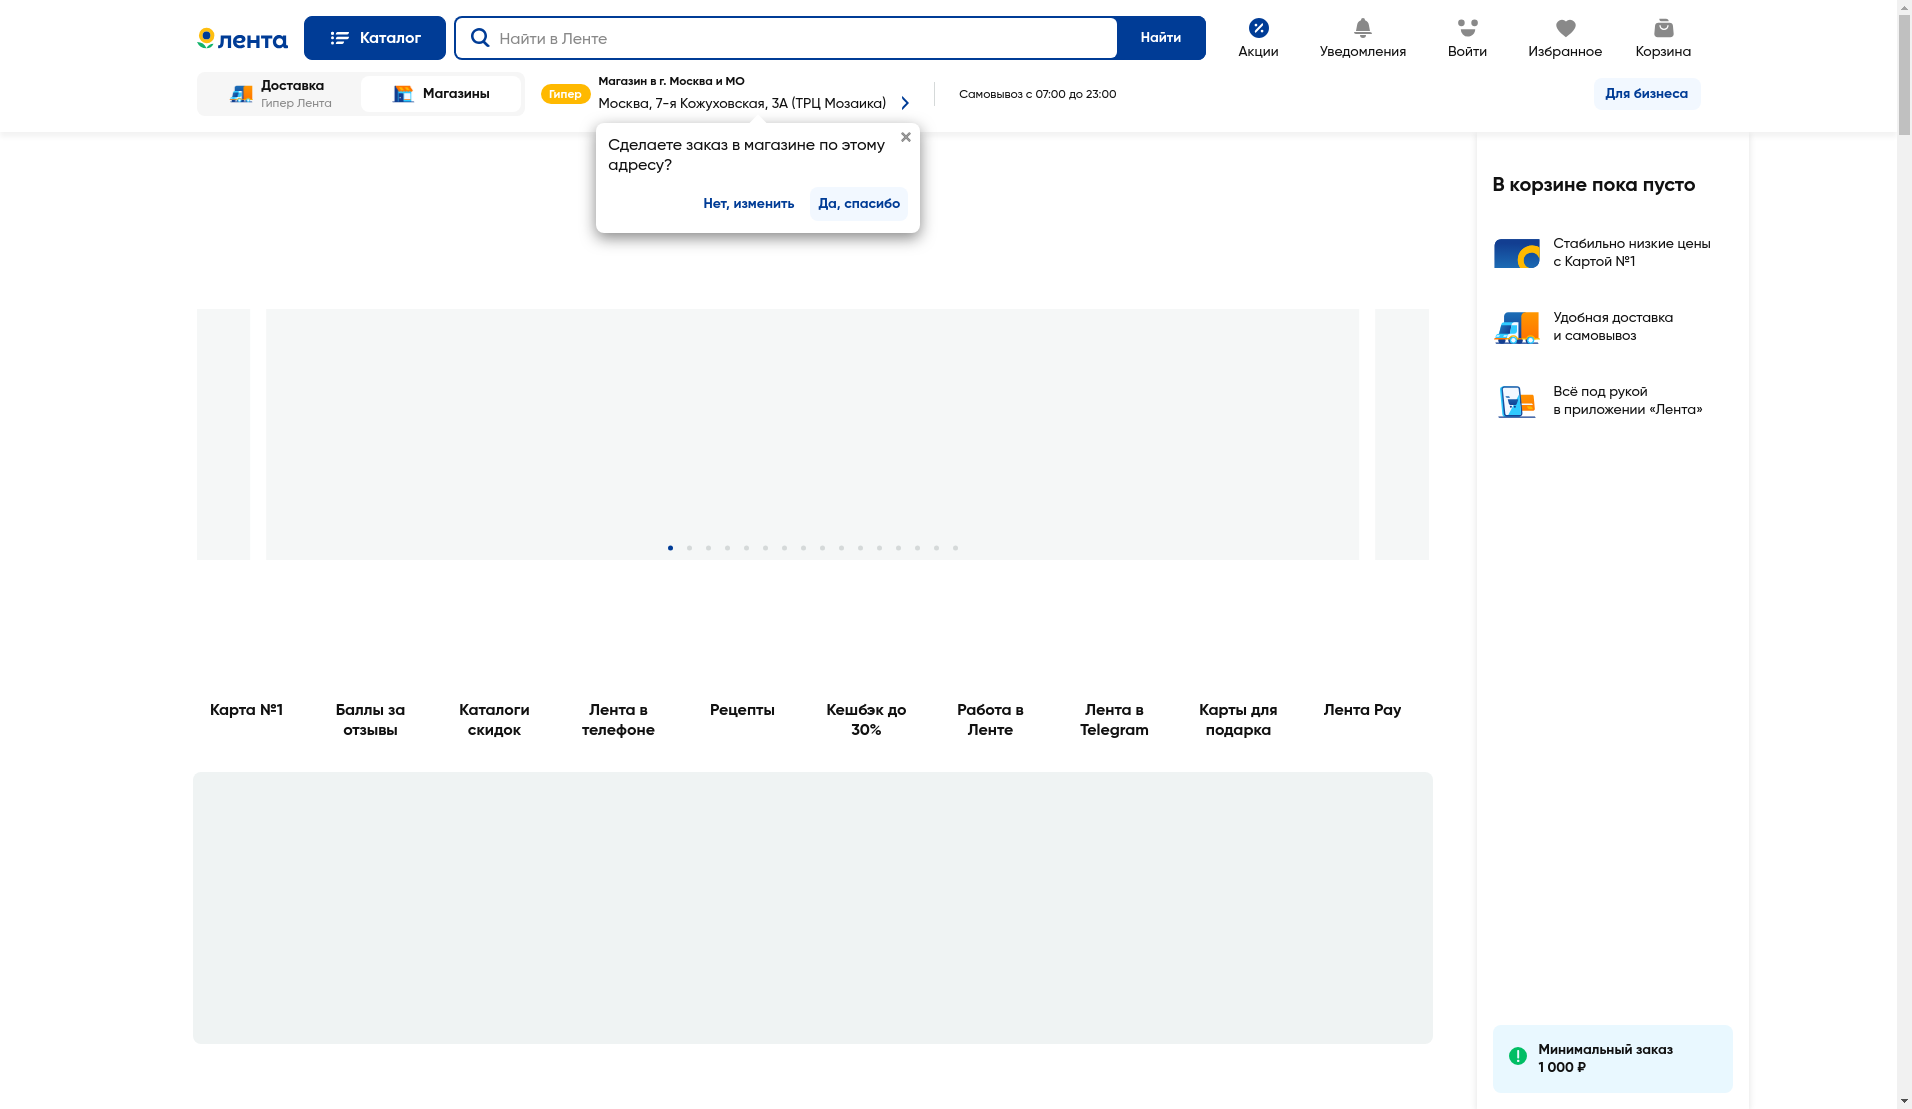 лента
Каталог
Найти в Ленте
Найти
Акции
Уведомления
Войти
Избранное
Корзина
Доставка
Гипер Лента
Магазины
Гипер
Магазин в г. Москва и МО
Москва, 7-я Кожуховская, 3А (ТРЦ Мозаика)
Самовывоз с 07:00 до 23:00
Для бизнеса
Сделаете заказ в магазине по этому
адресу?
Нет, изменить
Да, спасибо
В корзине пока пусто
Стабильно низкие цены
с Картой №1
Удобная доставка
и самовывоз
Всё под рукой
в приложении «Лента»
Карта №1
Баллы за
отзывы
Каталоги
скидок
Лента в
телефоне
Рецепты
Кешбэк до
30%
Работа в
Ленте
Лента в
Telegram
Карты для
подарка
Лента Pay
Минимальный заказ
1 000 ₽